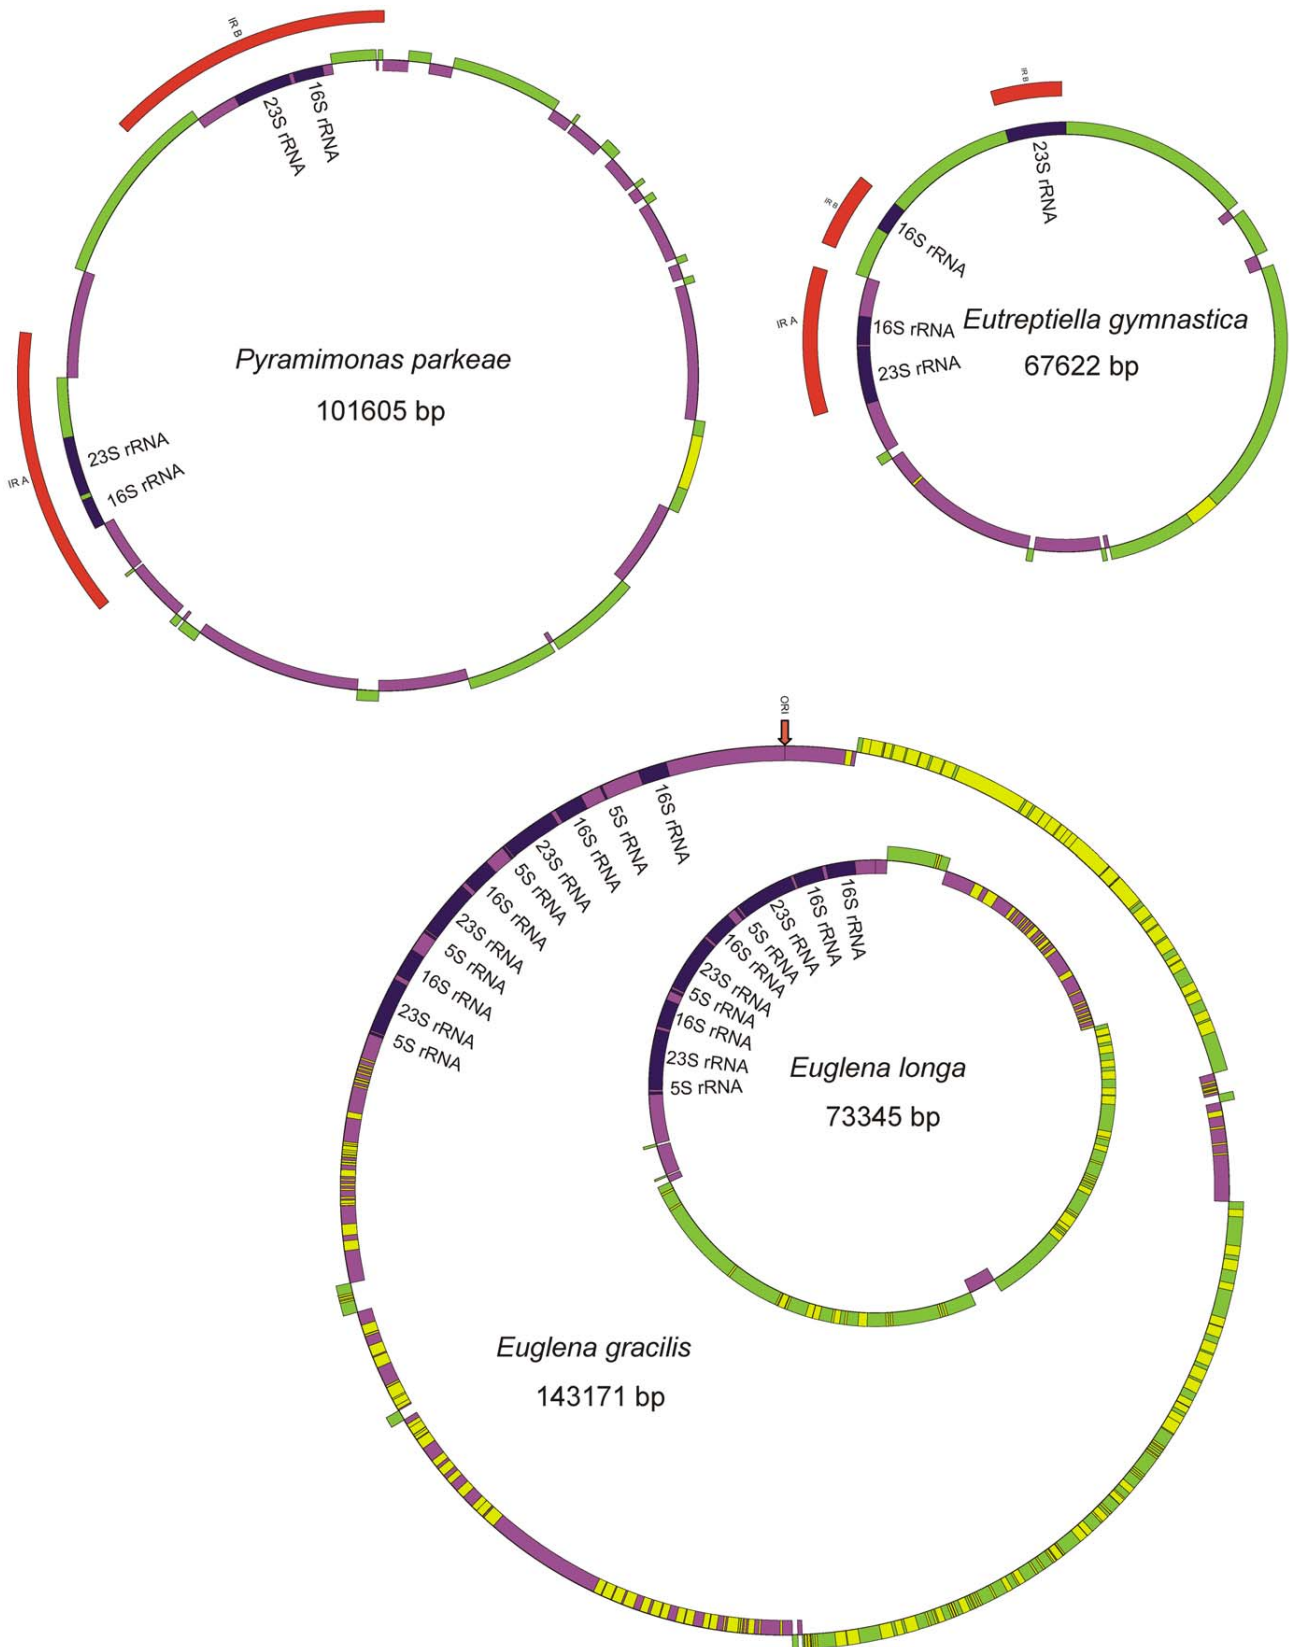 IR B
16S rRNA
23S rRNA
Pyramimonas parkeae
101605 bp
23S rRNA
16S rRNA
IR A
IR B
23S rRNA
IR B
16S rRNA
IR A
16S rRNA
23S rRNA
Eutreptiella gymnastica
67622 bp
ORI
16S rRNA
5S rRNA
16S rRNA
23S rRNA
5S rRNA
16S rRNA
23S rRNA
5S rRNA
16S rRNA
23S rRNA
5S rRNA
16S rRNA
16S rRNA
23S rRNA
5S rRNA
16S rRNA
23S rRNA
5S rRNA
16S rRNA
23S rRNA
5S rRNA
Euglena longa
73345 bp
Euglena gracilis
143171 bp